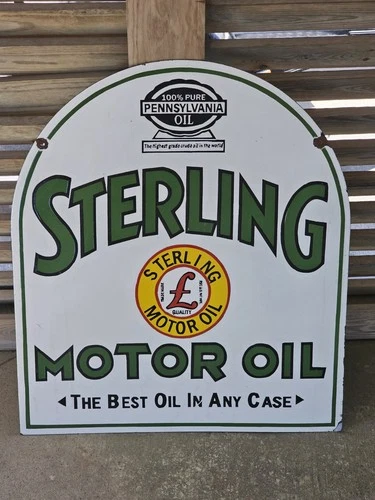 100% PURE
PENNSYLVANIA
OIL
The highest grade crude oil in the world
STERLING
STERLING
£
QUALITY
MOTOR OIL
MOTOR OIL
THE BEST OIL IN ANY CASE